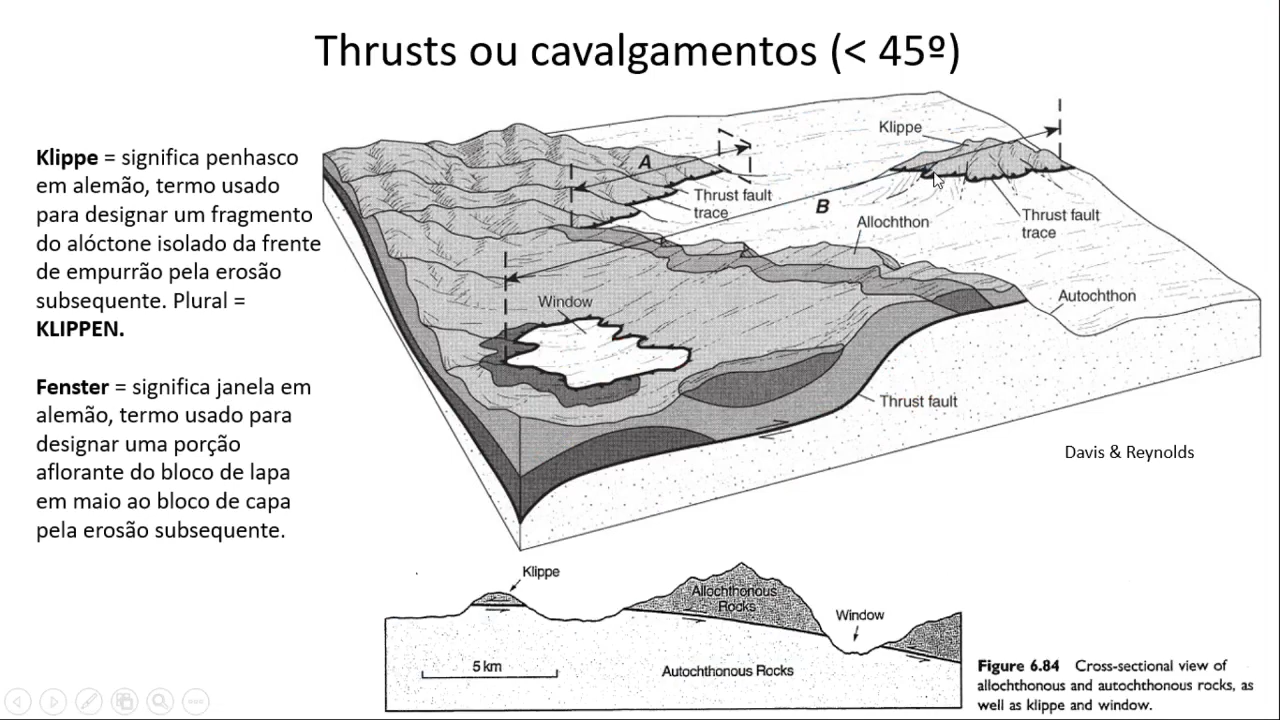 Thrusts ou cavalgamentos (< 45º)
Klippe = significa penhasco
em alemão, termo usado
para designar um fragmento
do alóctone isolado da frente
de empurrão pela erosão
subsequente. Plural =
KLIPPEN.
Fenster = significa janela em
alemão, termo usado para
designar uma porção
aflorante do bloco de lapa
em maio ao bloco de capa
pela erosão subsequente.
Klippe
A
Thrust fault
trace
B
Allochthon
Thrust fault
trace
Window
Autochthon
Thrust fault
Davis & Reynolds
Klippe
Allochthonous
Rocks
Window
5 km
Autochthonous Rocks
Figure 6.84 Cross-sectional view of
allochthonous and autochthonous rocks, as
well as klippe and window.